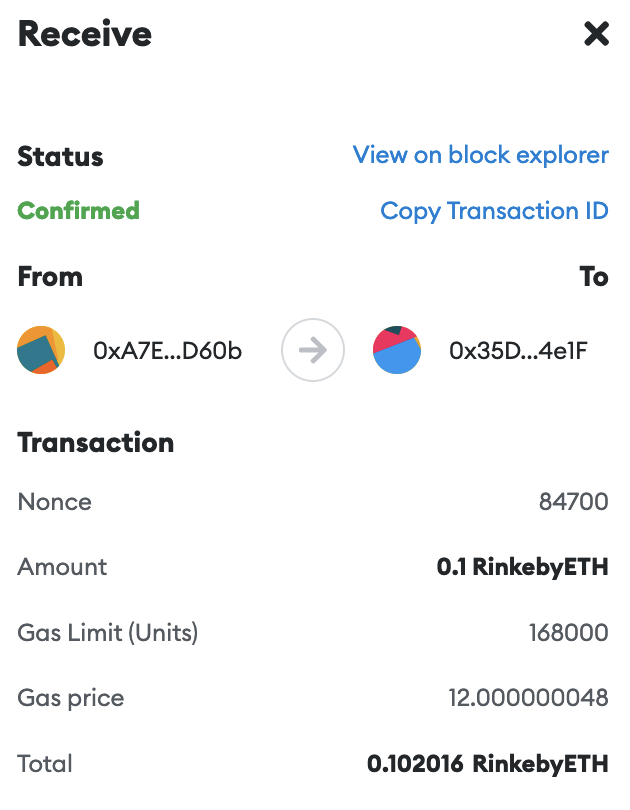 Receive
Status
View on block explorer
Confirmed
Copy Transaction ID
From
To
0xA7E...D60b
0x35D...4e1F
Transaction
Nonce 84700
Amount 0.1 RinkebyETH
Gas Limit (Units) 168000
Gas price 12.000000048
Total 0.102016 RinkebyETH